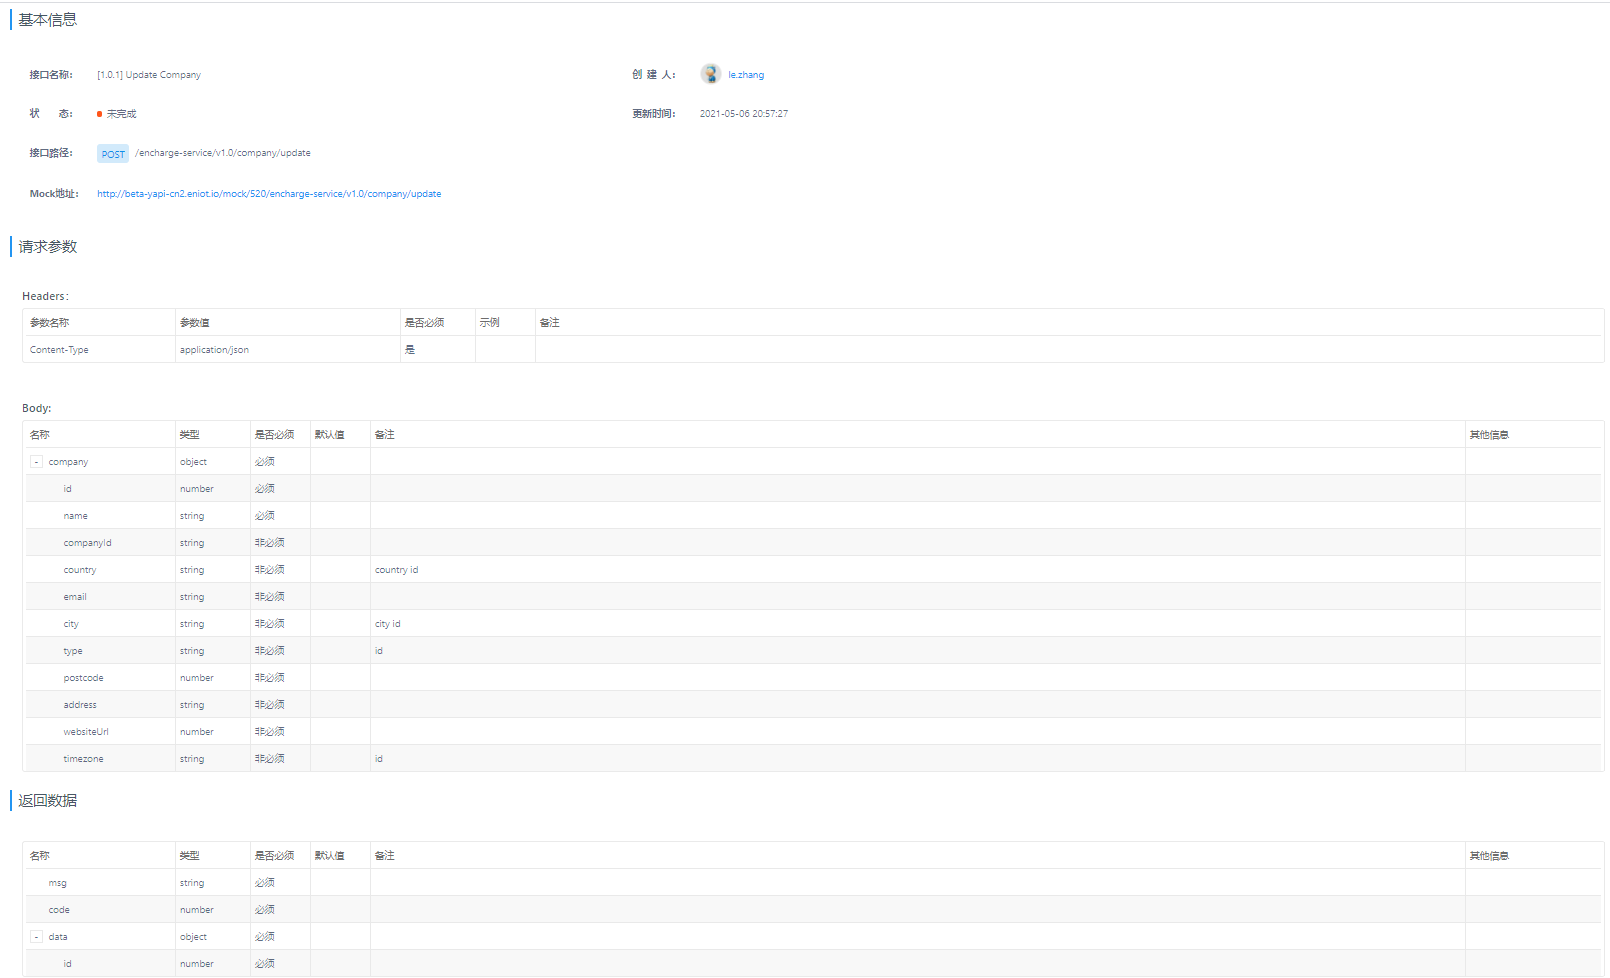 基本信息
接口名称： [1.0.1] Update Company 创 建 人： le.zhang
状 态： 未完成 更新时间： 2021-05-06 20:57:27
接口路径： POST /encharge-service/v1.0/company/update
Mock地址： http://beta-yapi-cn2.eniot.io/mock/520/encharge-service/v1.0/company/update
请求参数
Headers：
参数名称 参数值 是否必须 示例 备注
Content-Type application/json 是
Body:
名称 类型 是否必须 默认值 备注 其他信息
- company object 必须
id number 必须
name string 必须
companyId string 非必须
country string 非必须 country id
email string 非必须
city string 非必须 city id
type string 非必须 id
postcode number 非必须
address string 非必须
websiteUrl number 非必须
timezone string 非必须 id
返回数据
名称 类型 是否必须 默认值 备注 其他信息
msg string 必须
code number 必须
- data object 必须
id number 必须